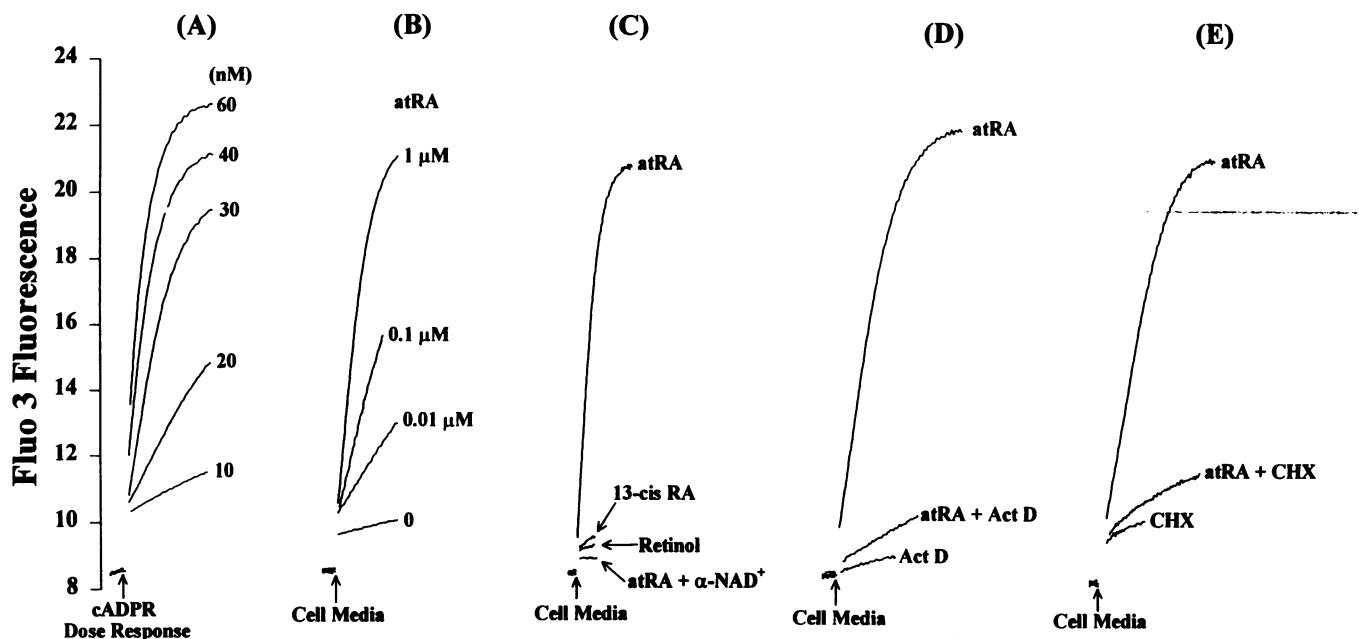 (A)
(B)
(C)
(D)
(E)
Fluo 3 Fluorescence
24
22
20
18
16
14
12
10
8
(nM)
60
40
30
20
10
cADPR
Dose Response
atRA
1 μM
0.1 μM
0.01 μM
0
Cell Media
atRA
13-cis RA
Retinol
atRA + α-NAD⁺
Cell Media
atRA
atRA + Act D
Act D
Cell Media
atRA
atRA + CHX
CHX
Cell Media